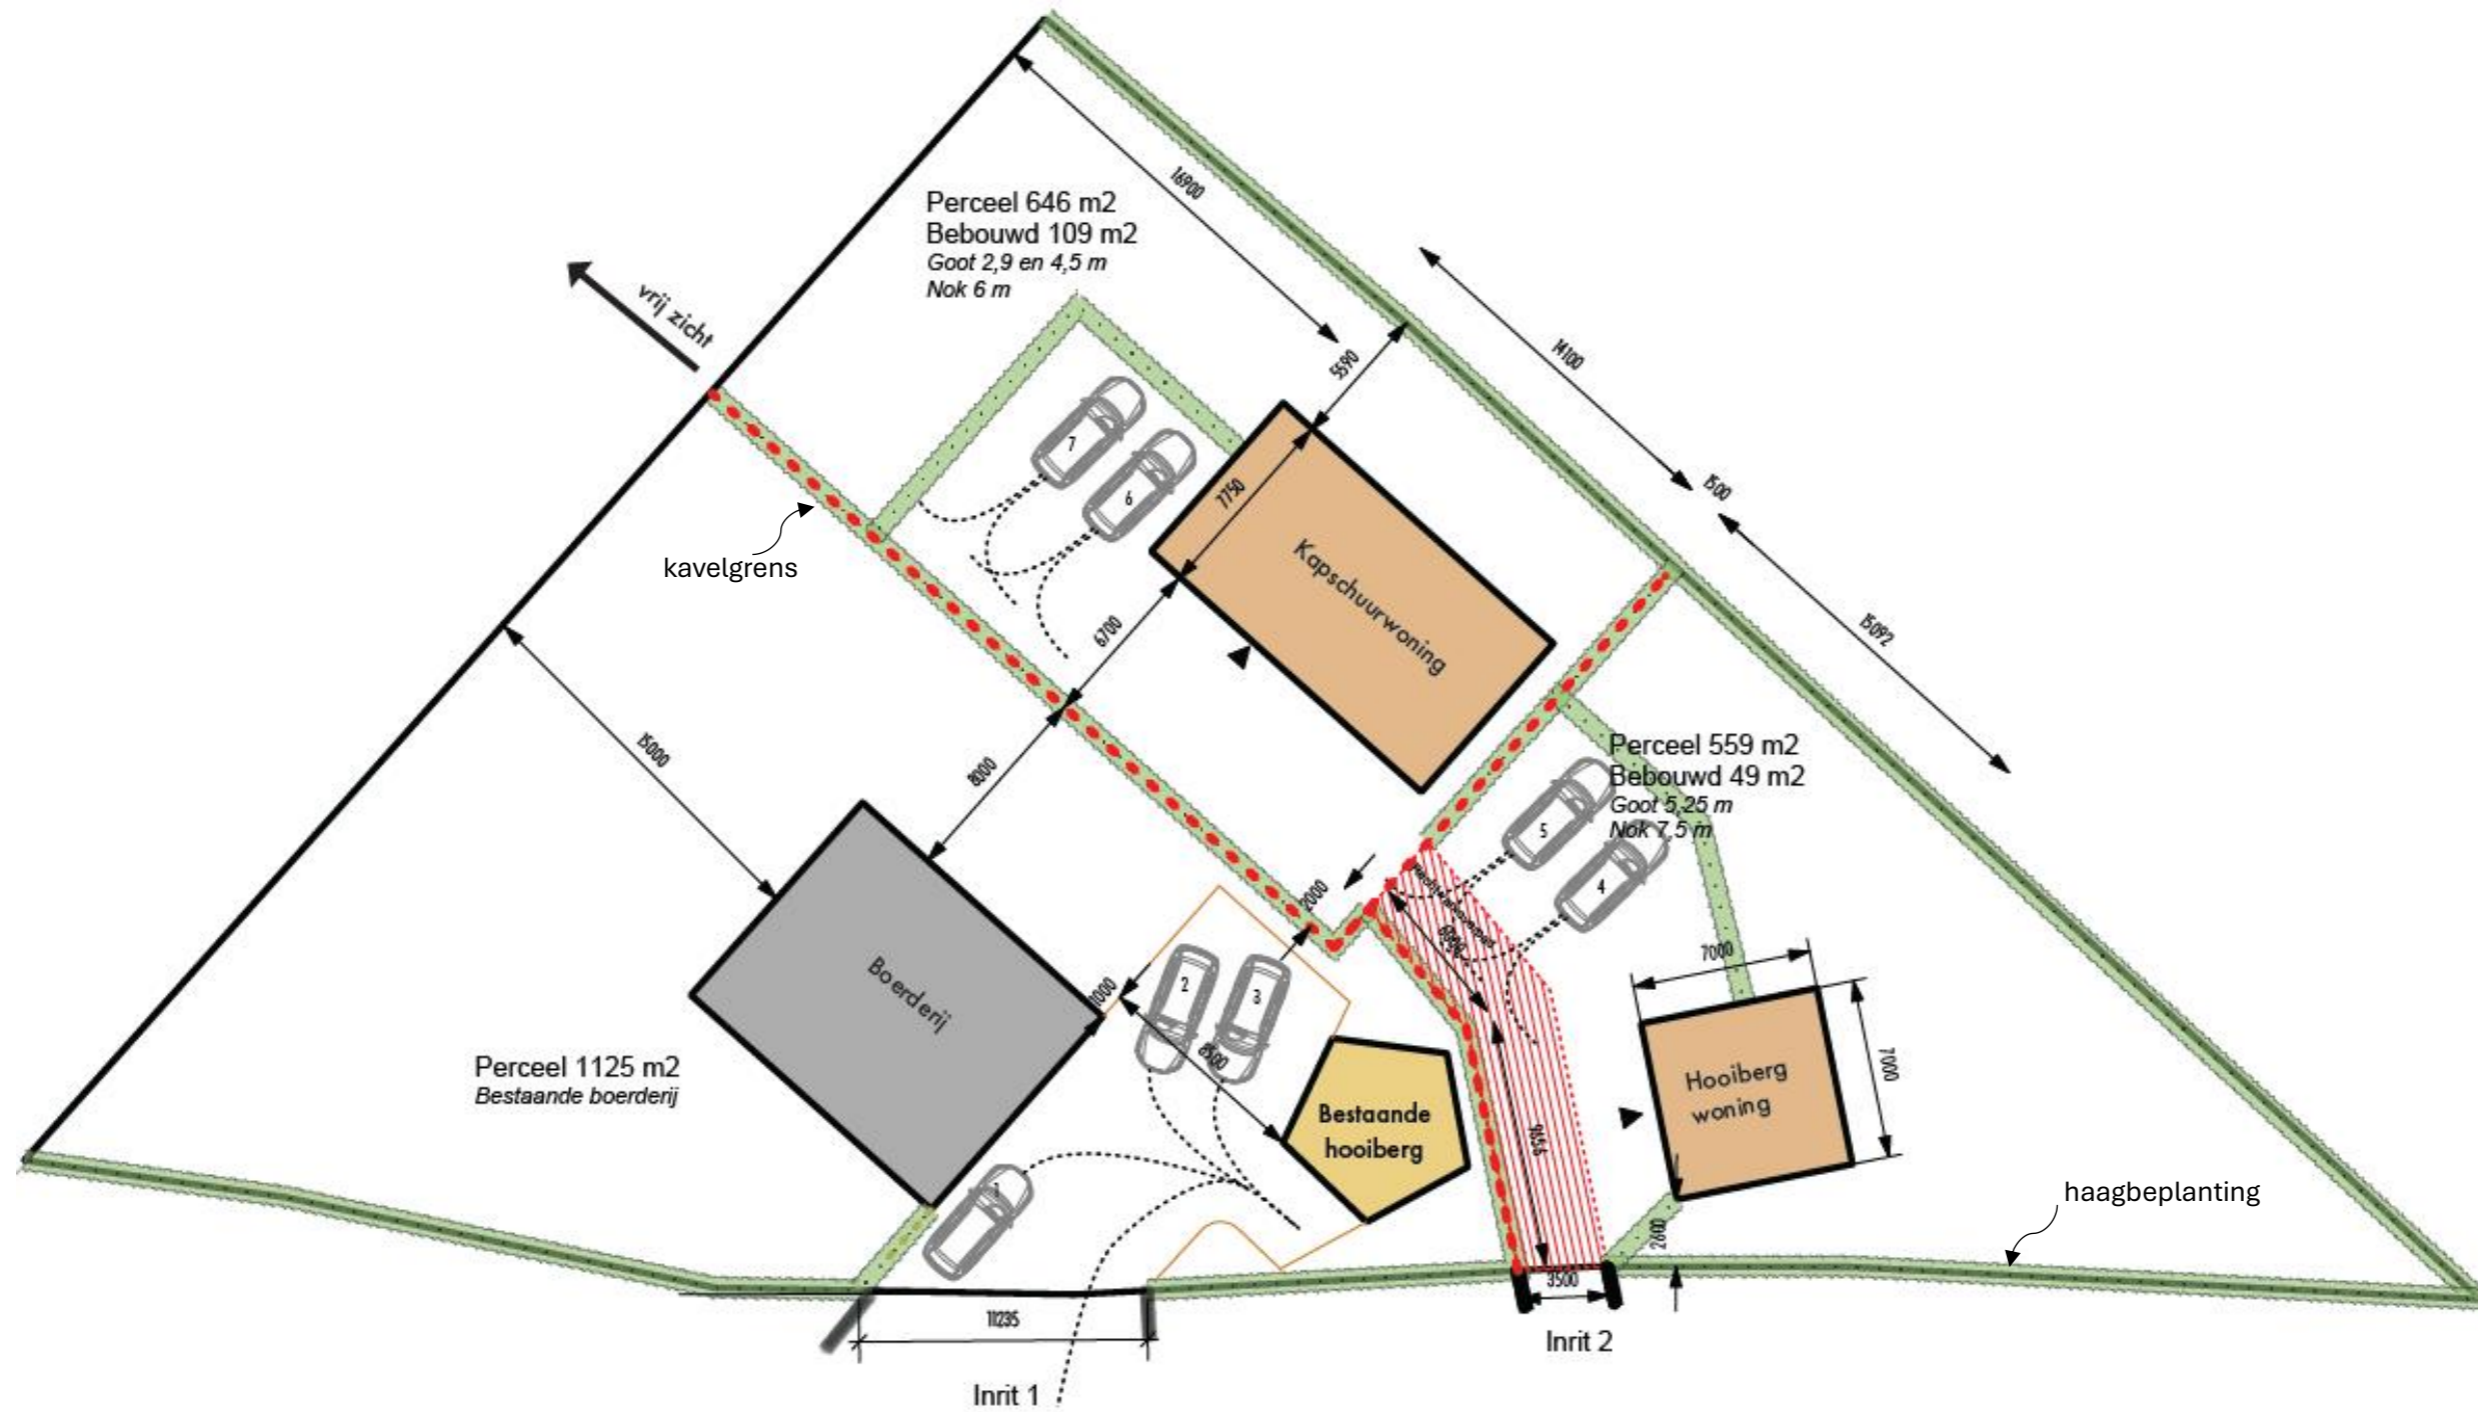 16900
Perceel 646 m2
Bebouwd 109 m2
Goot 2,9 en 4,5 m
Nok 6 m
vrij zicht
14100
5590
7
6
1500
7750
kavelgrens
Kapschuurwoning
6700
15092
15000
8000
Perceel 559 m2
Bebouwd 49 m2
Goot 5,25 m
Nok 7,5 m
5
4
2000
6000
7000
Boerderij
1000
2
3
8500
7000
Perceel 1125 m2
Bestaande boerderij
Bestaande
hooiberg
Hooiberg
woning
9656
1
haagbeplanting
2600
3500
11235
Inrit 2
Inrit 1